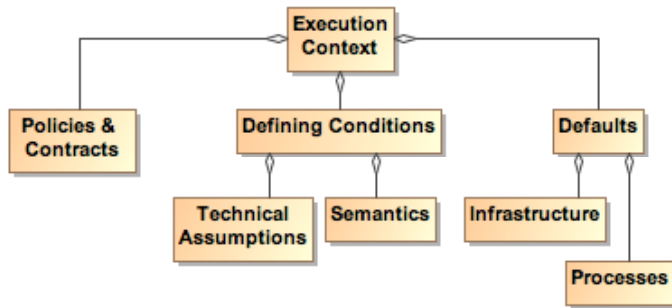 Execution
Context
Policies &
Contracts
Defining Conditions
Defaults
Technical
Assumptions
Semantics
Infrastructure
Processes